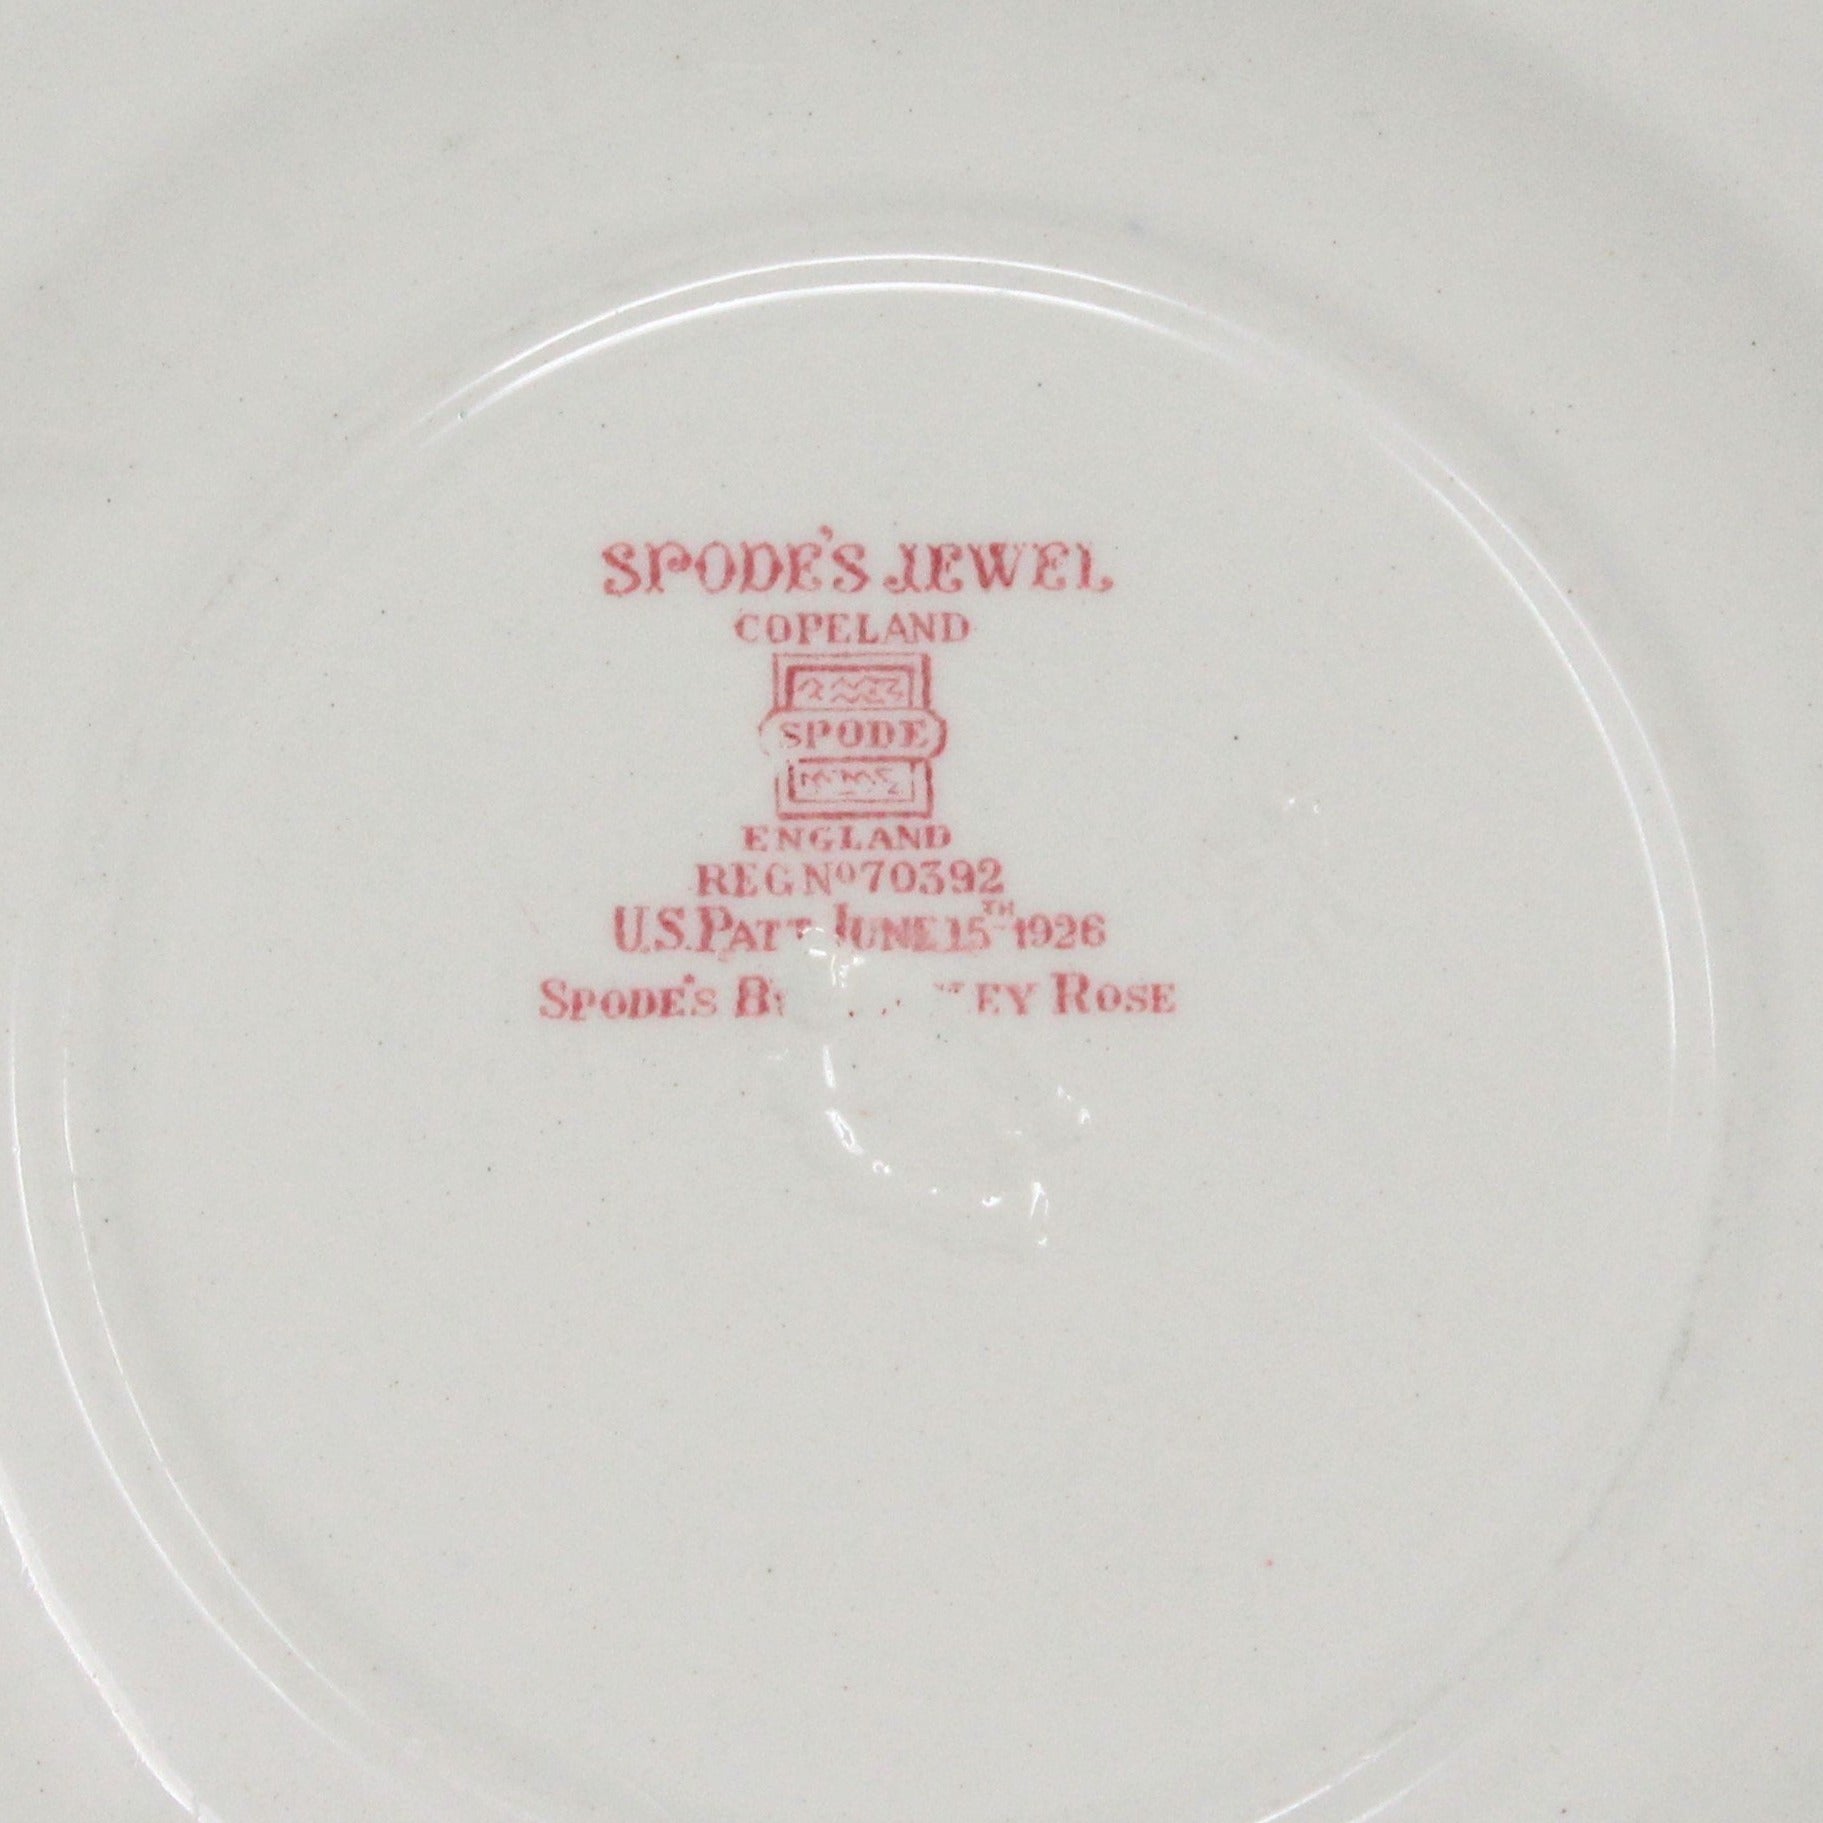 SPODE'S JEWEL
COPELAND
SPODE
ENGLAND
REG Nº 70392
U.S. PATT JUNE 15TH 1926
SPODE'S ROSE